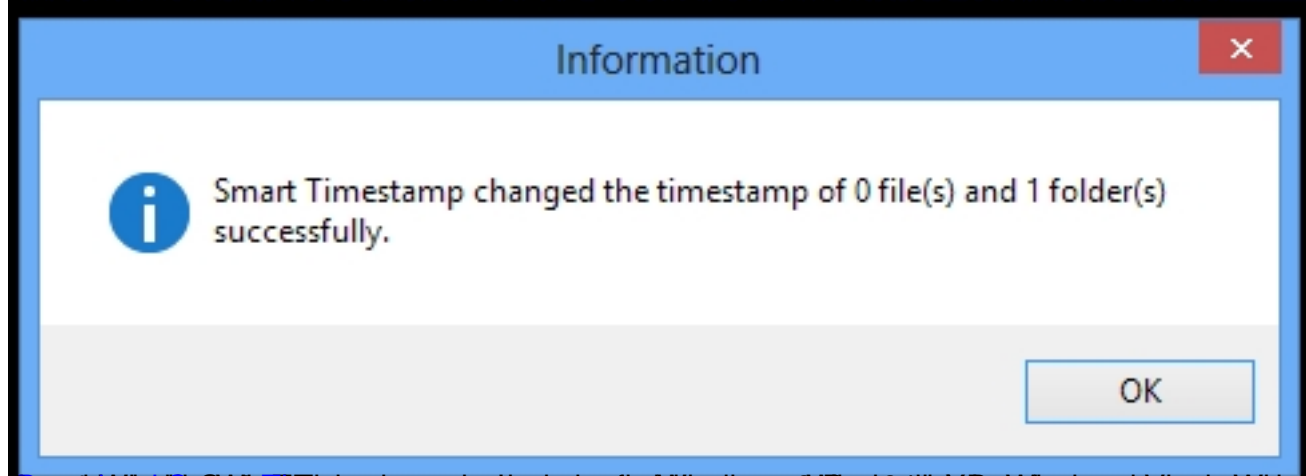 Information
Smart Timestamp changed the timestamp of 0 file(s) and 1 folder(s)
successfully.
OK